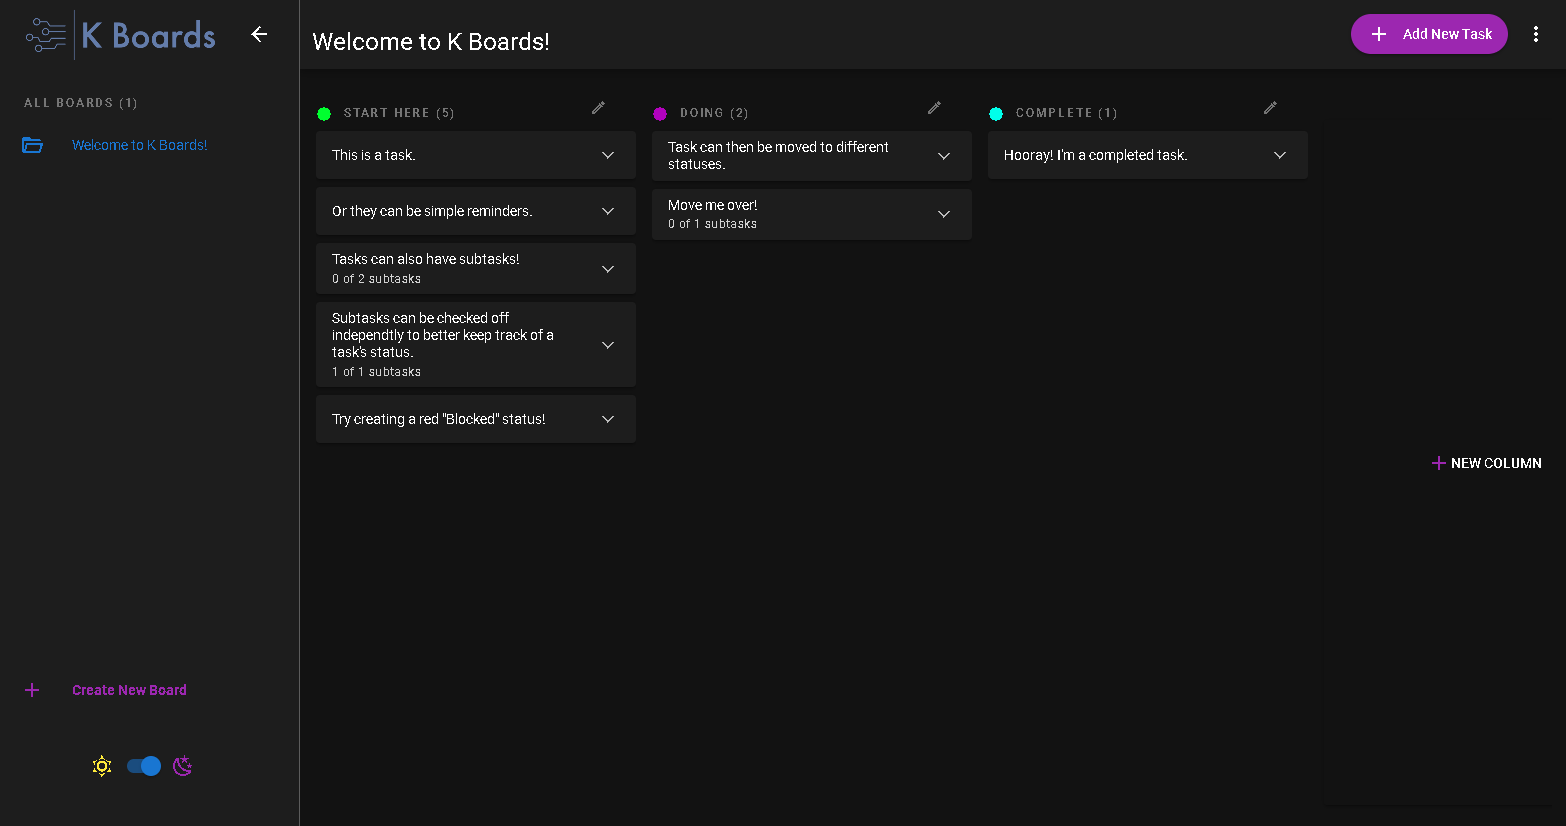 K Boards
Welcome to K Boards!
Add New Task
ALL BOARDS (1)
Welcome to K Boards!
START HERE (5)
This is a task.
Or they can be simple reminders.
Tasks can also have subtasks!
0 of 2 subtasks
Subtasks can be checked off
independtly to better keep track of a
task's status.
1 of 1 subtasks
Try creating a red "Blocked" status!
DOING (2)
Task can then be moved to different
statuses.
Move me over!
0 of 1 subtasks
COMPLETE (1)
Hooray! I'm a completed task.
NEW COLUMN
Create New Board